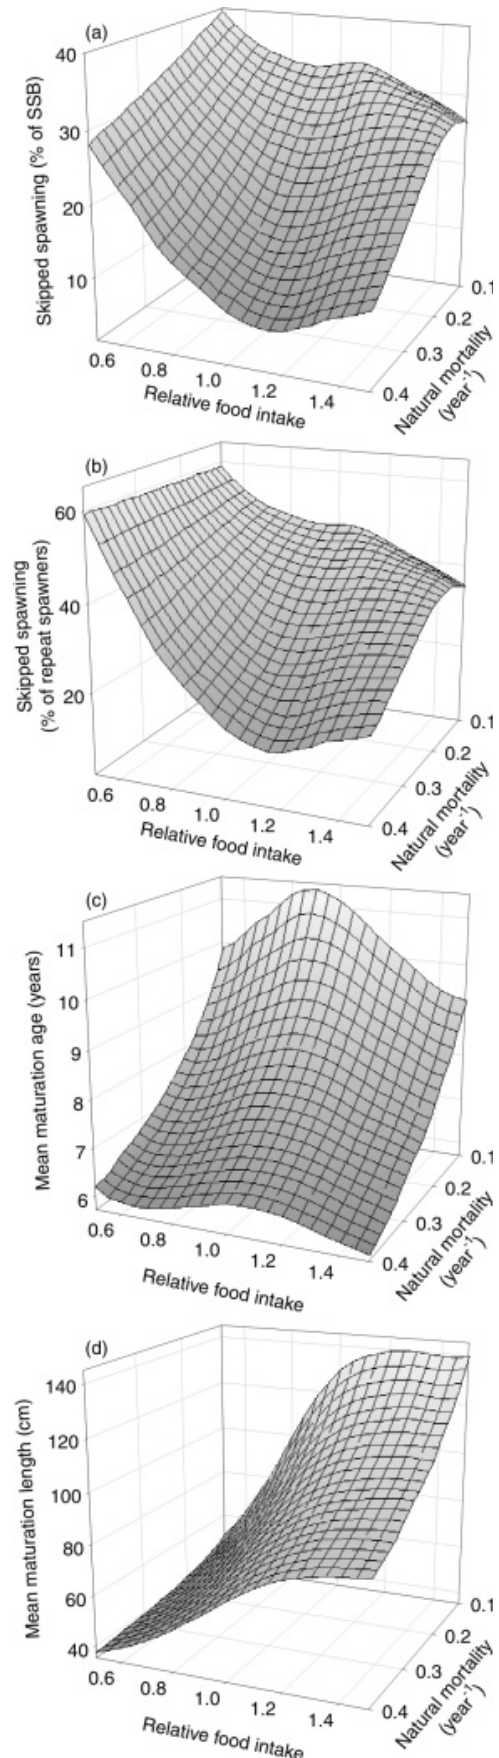 (a)
Skipped spawning (% of SSB)
40
30
20
10
0.6
0.8
1.0
1.2
1.4
Relative food intake
0.1
0.2
0.3
0.4
Natural mortality
(year⁻¹)
(b)
Skipped spawning
(% of repeat spawners)
60
40
20
0.6
0.8
1.0
1.2
1.4
Relative food intake
0.1
0.2
0.3
0.4
Natural mortality
(year⁻¹)
(c)
Mean maturation age (years)
11
10
9
8
7
6
0.6
0.8
1.0
1.2
1.4
Relative food intake
0.1
0.2
0.3
0.4
Natural mortality
(year⁻¹)
(d)
Mean maturation length (cm)
140
120
100
80
60
40
0.6
0.8
1.0
1.2
1.4
Relative food intake
0.1
0.2
0.3
0.4
Natural mortality
(year⁻¹)